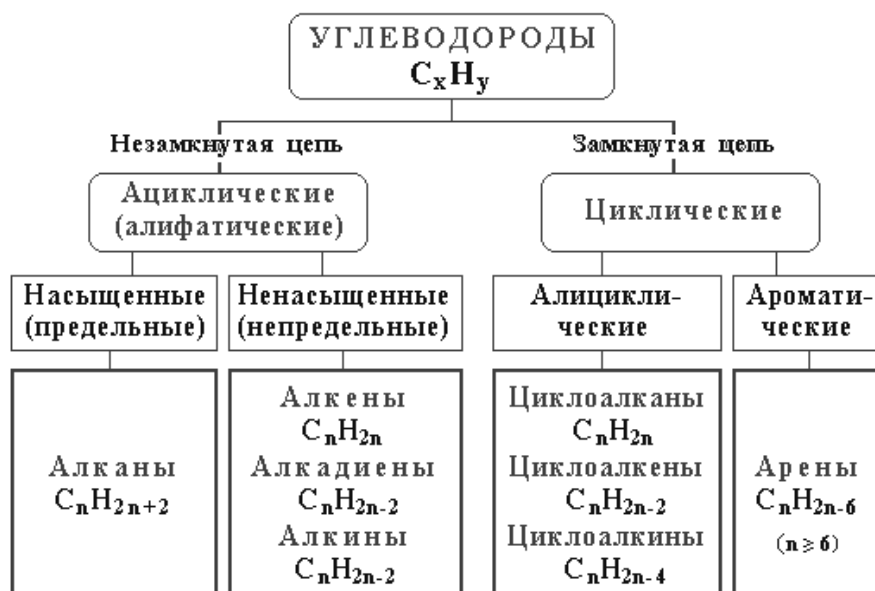 УГЛЕВОДОРОДЫ
CₓHᵧ
Незамкнутая цепь
Замкнутая цепь
Ациклические
(алифатические)
Циклические
Насыщенные
(предельные)
Ненасыщенные
(непредельные)
Алицикли-
ческие
Аромати-
ческие
Алканы
CₙH₂ₙ₊₂
Алкены
CₙH₂ₙ
Алкадиены
CₙH₂ₙ₋₂
Алкины
CₙH₂ₙ₋₂
Циклоалканы
CₙH₂ₙ
Циклоалкены
CₙH₂ₙ₋₂
Циклоалкины
CₙH₂ₙ₋₄
Арены
CₙH₂ₙ₋₆
(n ⩾ 6)